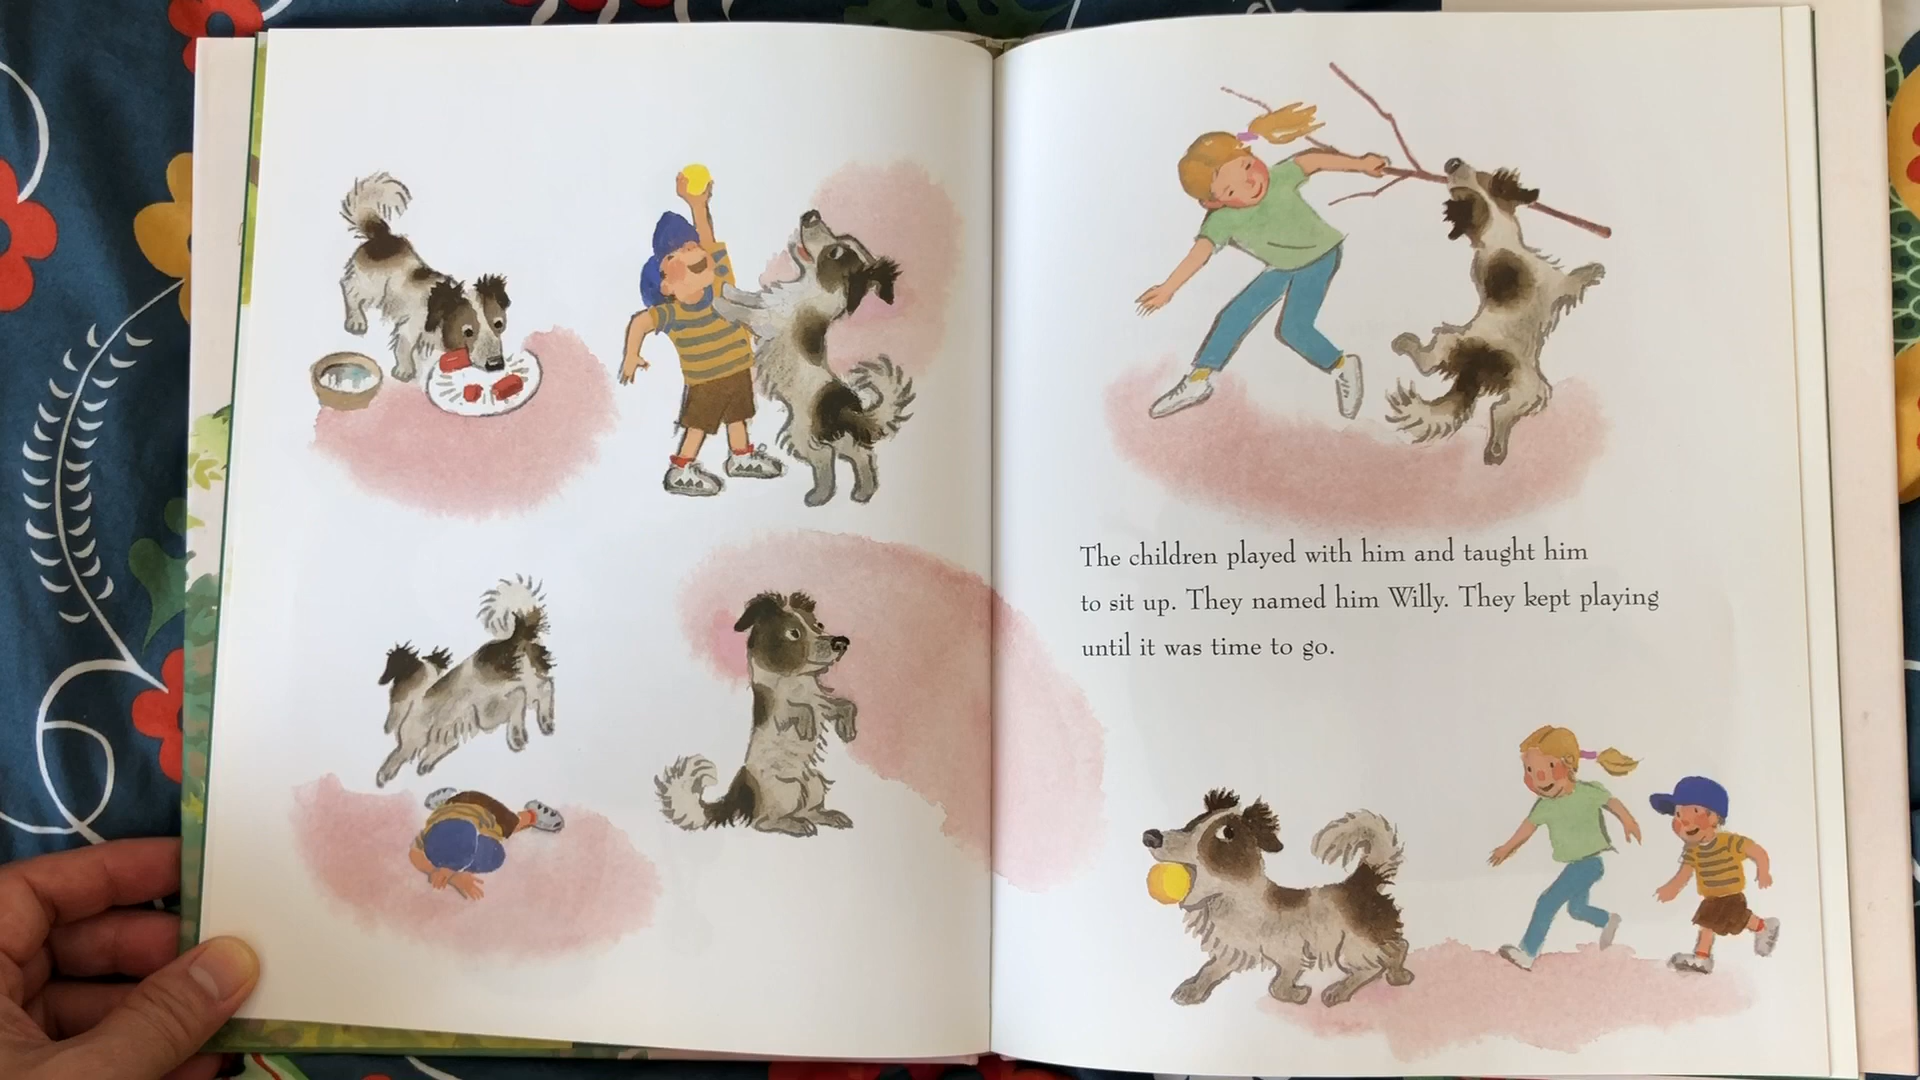 The children played with him and taught him
to sit up. They named him Willy. They kept playing
until it was time to go.